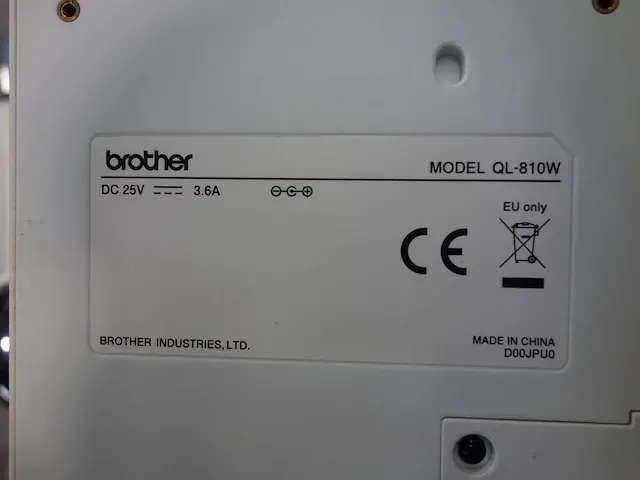 brother
MODEL QL-810W
DC 25V 3.6A
EU only
CE
BROTHER INDUSTRIES, LTD.
MADE IN CHINA
D00JPU0